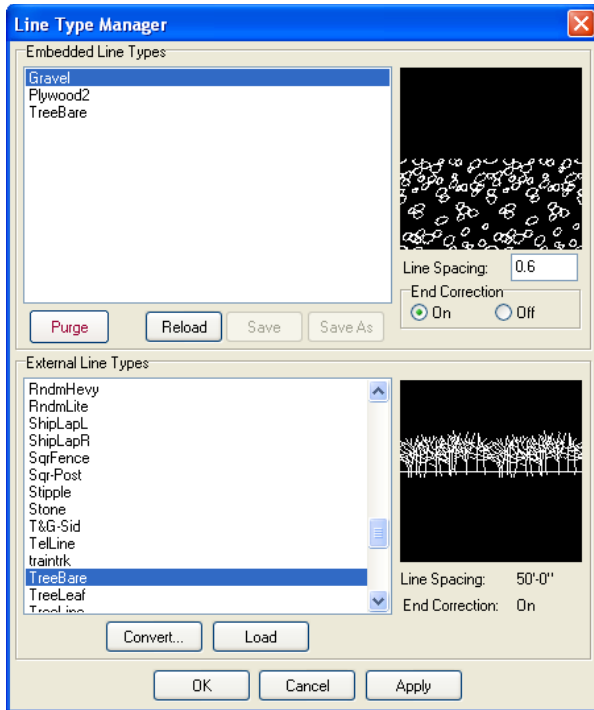 Line Type Manager
Embedded Line Types
Gravel
Plywood2
TreeBare
Line Spacing: 0.6
End Correction
On Off
Purge Reload Save Save As
External Line Types
RndmHevy
RndmLite
ShipLapL
ShipLapR
SqrFence
Sqr-Post
Stipple
Stone
T&G-Sid
TelLine
traintrk
TreeBare
TreeLeaf
TreeLine
Line Spacing: 50'-0"
End Correction: On
Convert... Load
OK Cancel Apply